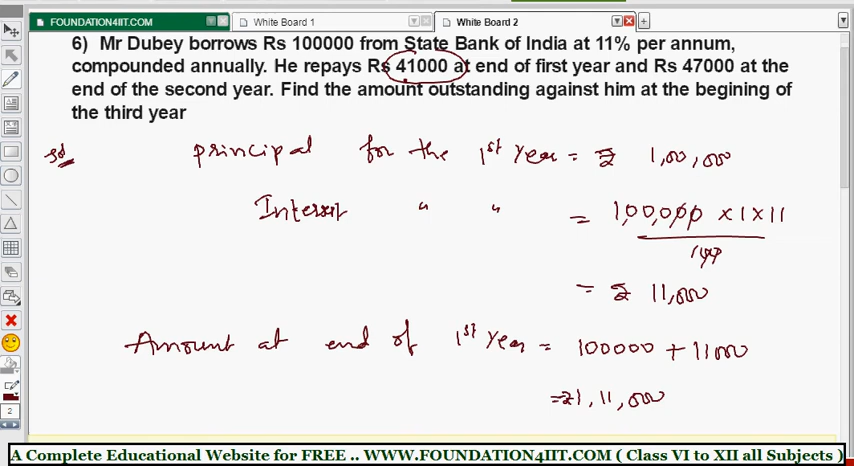 FOUNDATION4IIT.COM
White Board 1
White Board 2
6) Mr Dubey borrows Rs 100000 from State Bank of India at 11% per annum,
compounded annually. He repays Rs 41000 at end of first year and Rs 47000 at the
end of the second year. Find the amount outstanding against him at the begining of
the third year
Sol principal for the 1st year = ₹ 1,00,000
Interest " " = 1,00,000 x 1 x 11
100
= ₹ 11,000
Amount at end of 1st year = 100000 + 11000
= ₹1,11,000
2
A Complete Educational Website for FREE .. WWW.FOUNDATION4IIT.COM ( Class VI to XII all Subjects )